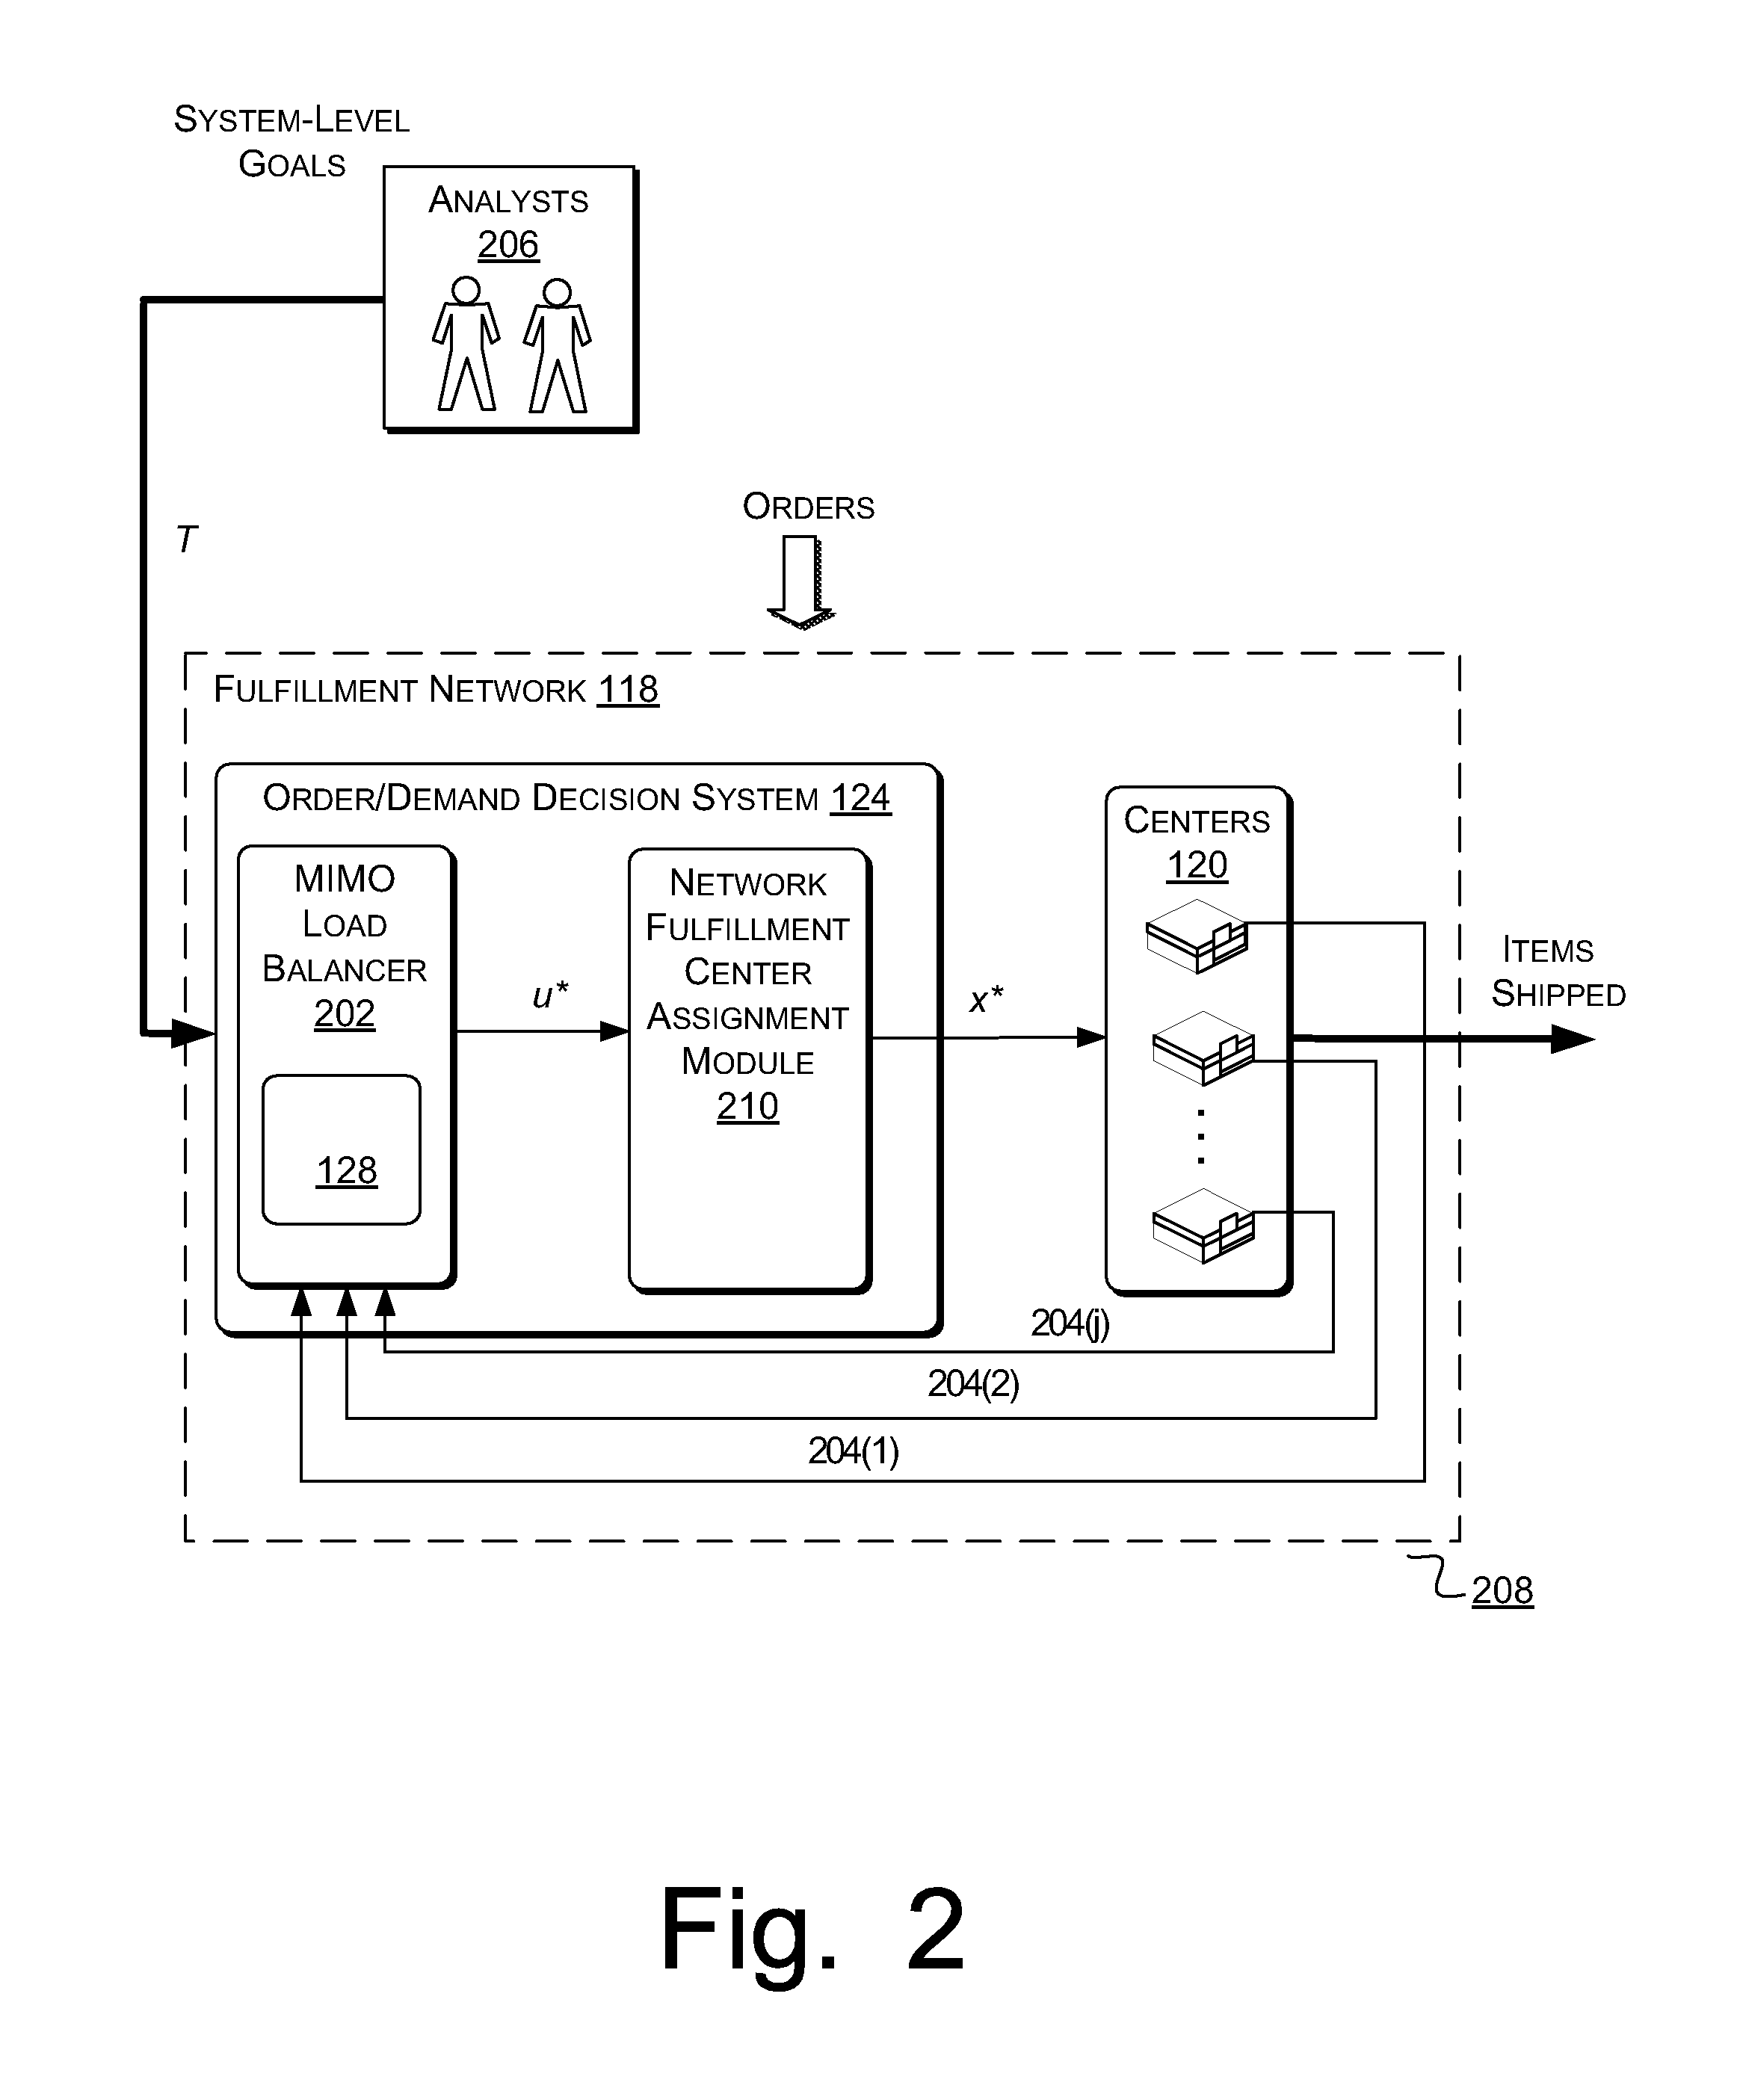 SYSTEM-LEVEL
GOALS
ANALYSTS
206
T
ORDERS
FULFILLMENT NETWORK 118
ORDER/DEMAND DECISION SYSTEM 124
MIMO
LOAD
BALANCER
202
128
u*
NETWORK
FULFILLMENT
CENTER
ASSIGNMENT
MODULE
210
x*
CENTERS
120
ITEMS
SHIPPED
204(j)
204(2)
204(1)
208
Fig. 2